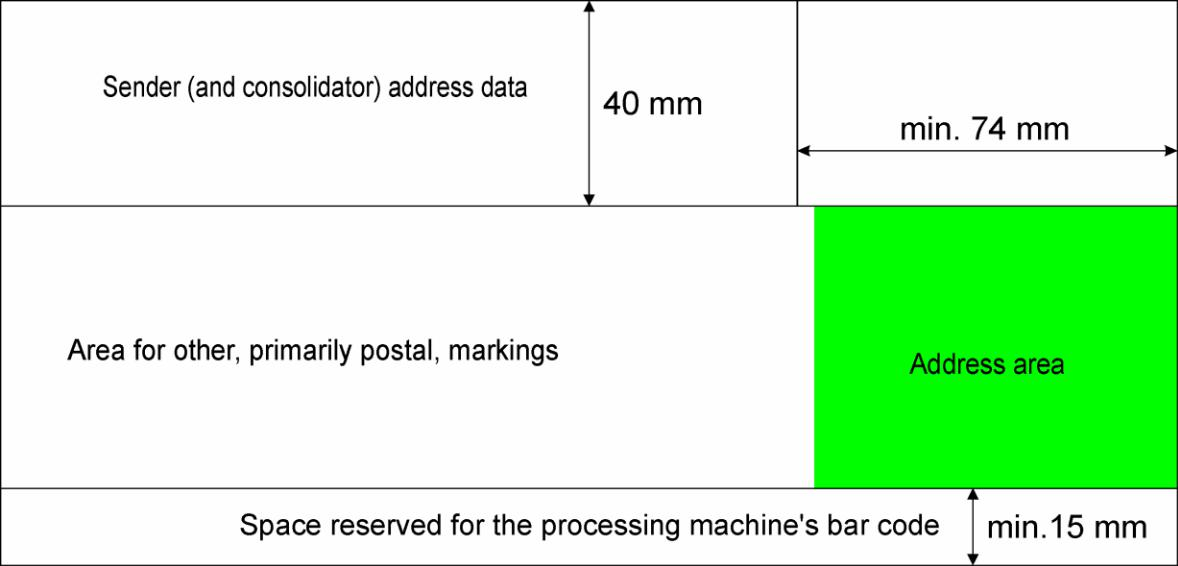 Sender (and consolidator) address data
40 mm
min. 74 mm
Area for other, primarily postal, markings
Address area
Space reserved for the processing machine's bar code
min.15 mm